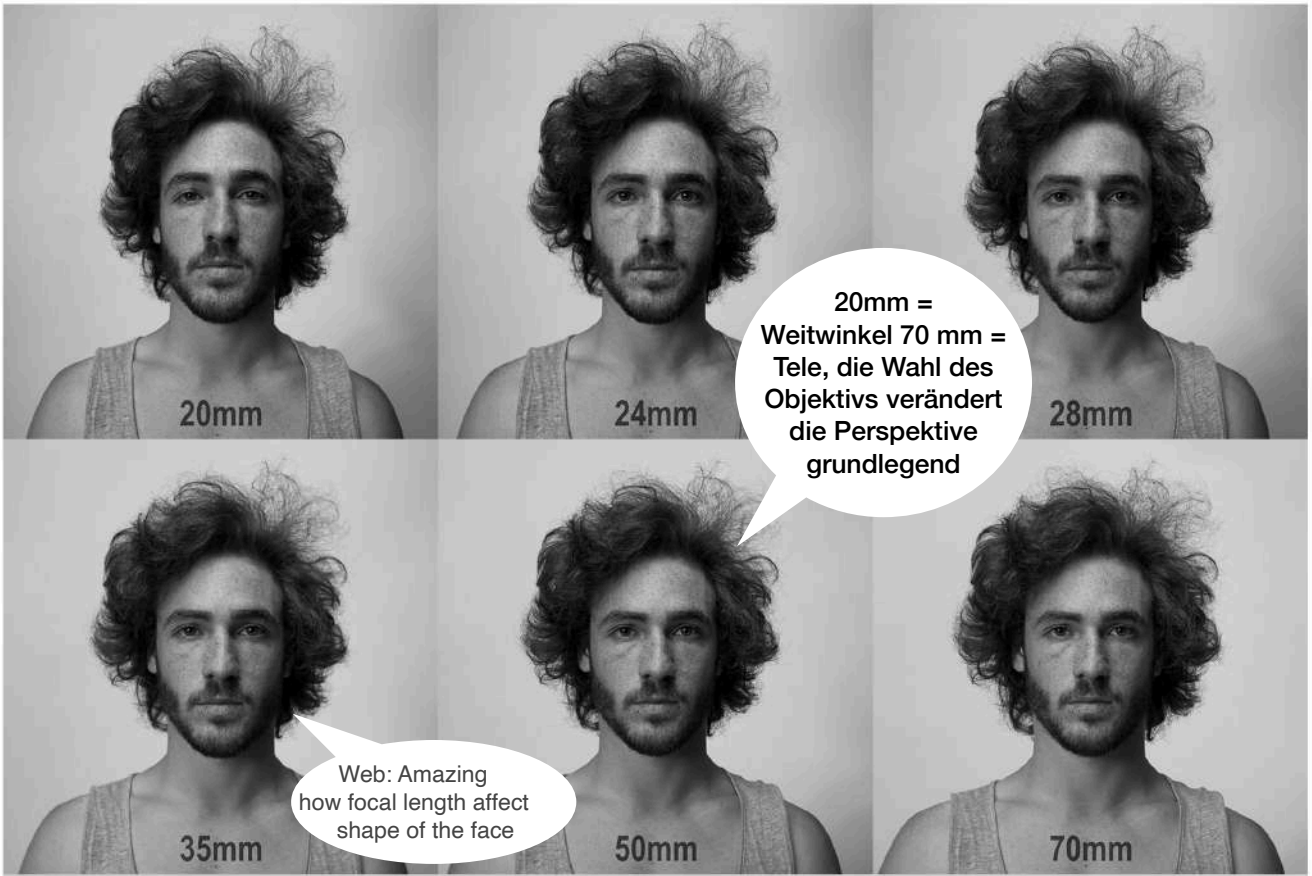 20mm
24mm
28mm
20mm =
Weitwinkel 70 mm =
Tele, die Wahl des
Objektivs verändert
die Perspektive
grundlegend
35mm
50mm
70mm
Web: Amazing
how focal length affect
shape of the face